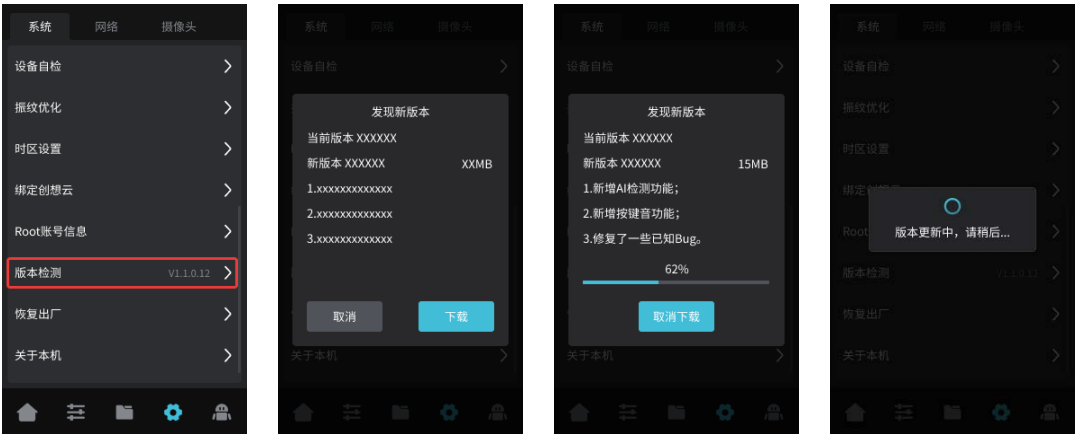 系统 网络 摄像头
设备自检
振纹优化
时区设置
绑定创想云
Root账号信息
版本检测 V1.1.0.12
恢复出厂
关于本机
系统 网络 摄像头
设备自检
发现新版本
当前版本 XXXXXX
新版本 XXXXXX XXMB
1.xxxxxxxxxxxxx
2.xxxxxxxxxxxxx
3.xxxxxxxxxxxxx
取消 下载
关于本机
系统 网络 摄像头
设备自检
发现新版本
当前版本 XXXXXX
新版本 XXXXXX 15MB
1.新增AI检测功能；
2.新增按键音功能；
3.修复了一些已知Bug。
62%
取消下载
关于本机
系统 网络 摄像头
设备自检
振纹优化
时区设置
绑定
Root
版本更新中，请稍后...
版本检测 V1.1.0.12
恢复出厂
关于本机